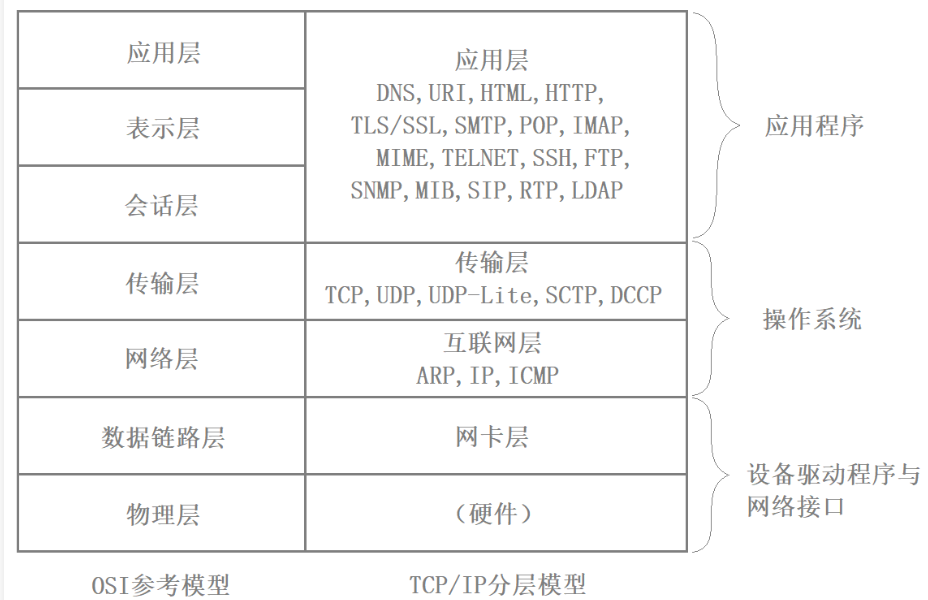 应用层
表示层
会话层
传输层
网络层
数据链路层
物理层
OSI参考模型
应用层
DNS,URI,HTML,HTTP,
TLS/SSL,SMTP,POP,IMAP,
MIME,TELNET,SSH,FTP,
SNMP,MIB,SIP,RTP,LDAP
传输层
TCP,UDP,UDP-Lite,SCTP,DCCP
互联网层
ARP,IP,ICMP
网卡层
（硬件）
TCP/IP分层模型
应用程序
操作系统
设备驱动程序与
网络接口